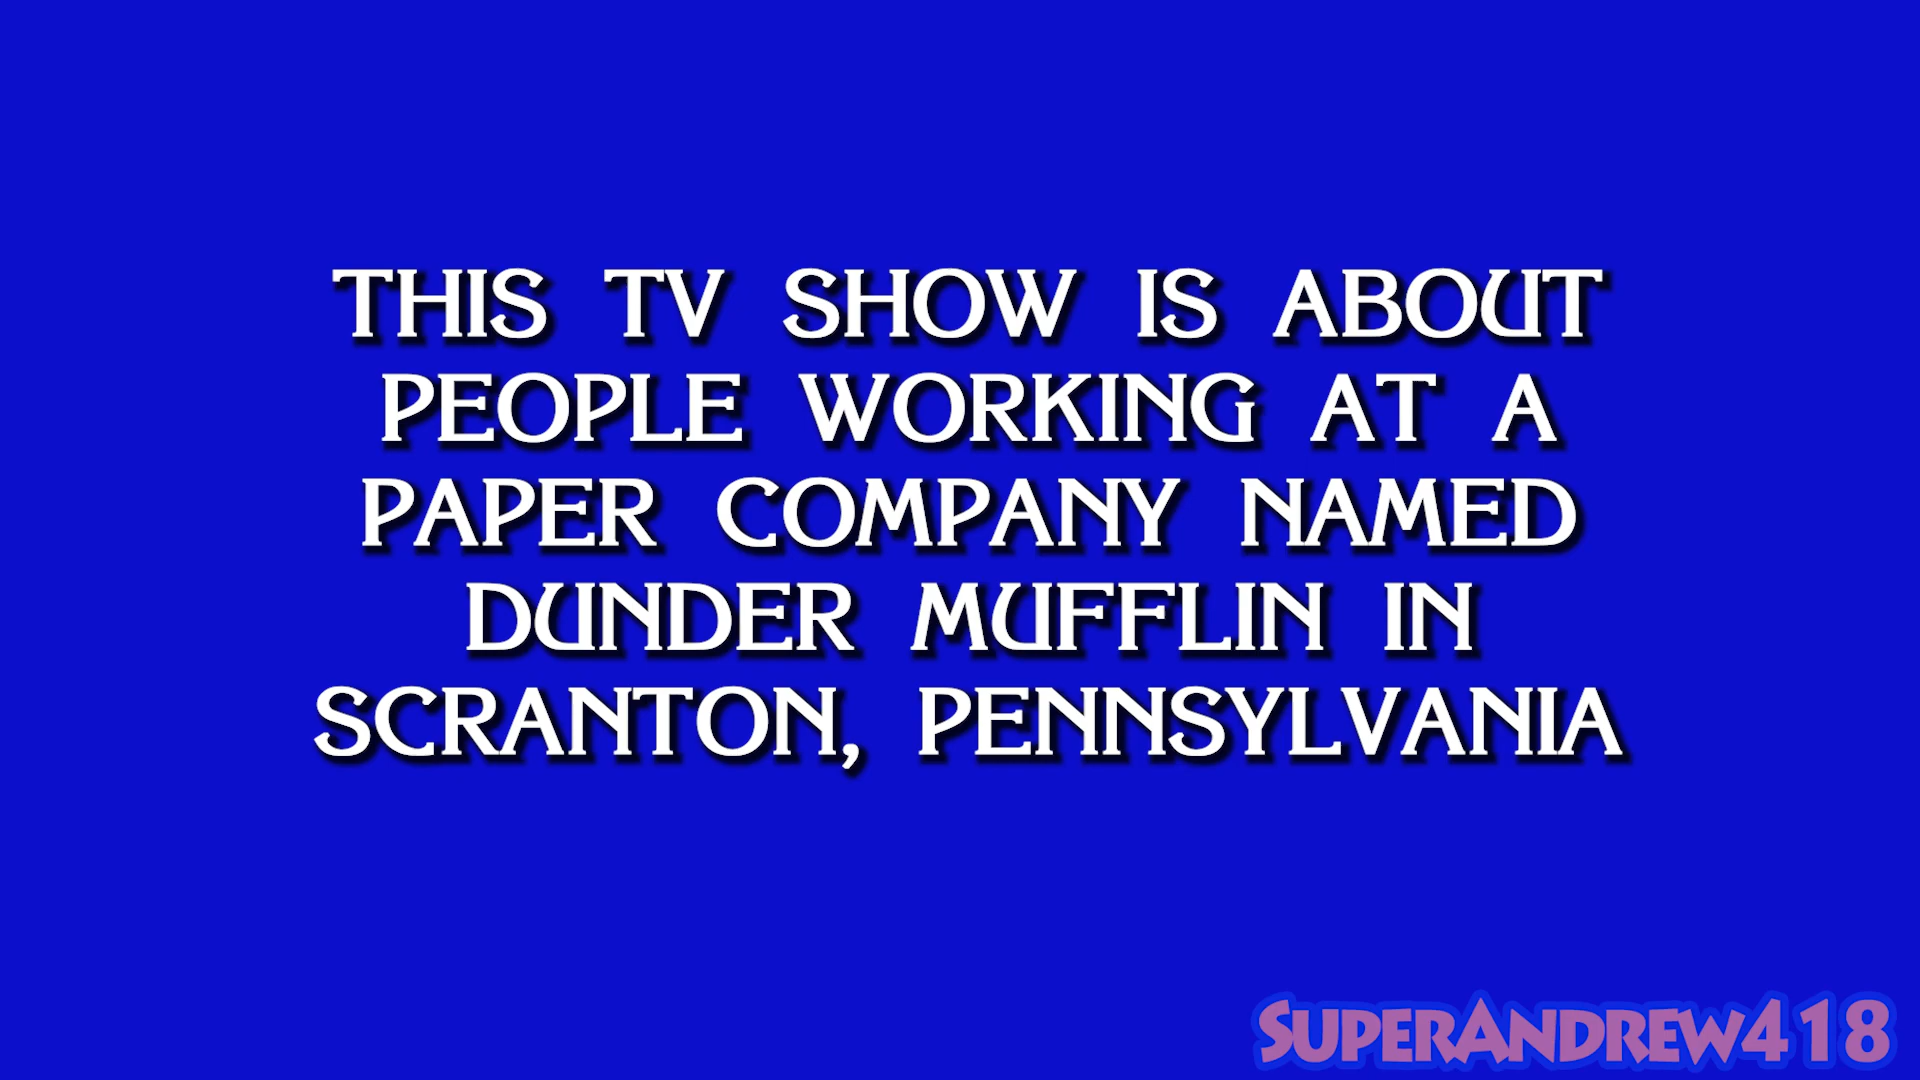 THIS TV SHOW IS ABOUT
PEOPLE WORKING AT A
PAPER COMPANY NAMED
DUNDER MUFFLIN IN
SCRANTON, PENNSYLVANIA
SUPERANDREW418